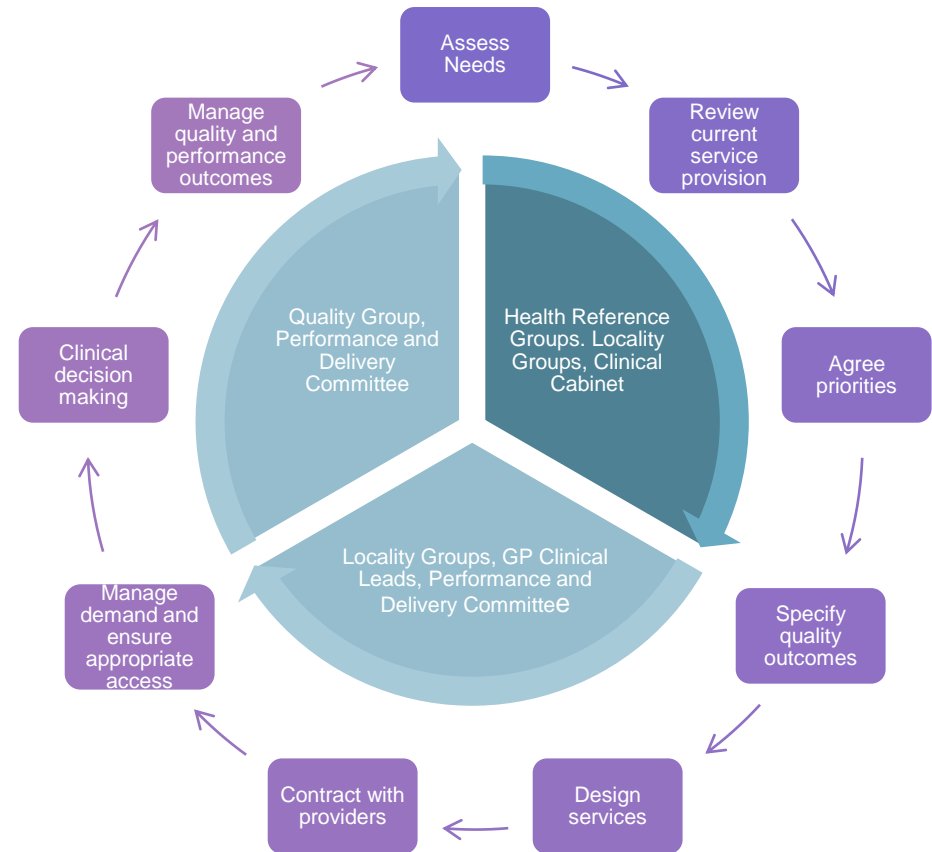 Assess
Needs
Review
current
service
provision
Agree
priorities
Specify
quality
outcomes
Design
services
Contract with
providers
Manage
demand and
ensure
appropriate
access
Clinical
decision
making
Manage
quality and
performance
outcomes
Quality Group,
Performance and
Delivery
Committee
Health Reference
Groups. Locality
Groups, Clinical
Cabinet
Locality Groups, GP Clinical
Leads, Performance and
Delivery Committee